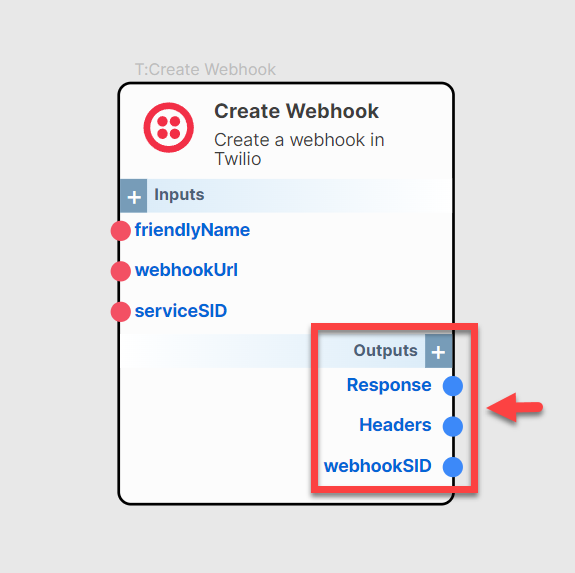 T:Create Webhook
Create Webhook
Create a webhook in
Twilio
+ Inputs
friendlyName
webhookUrl
serviceSID
Outputs +
Response
Headers
webhookSID